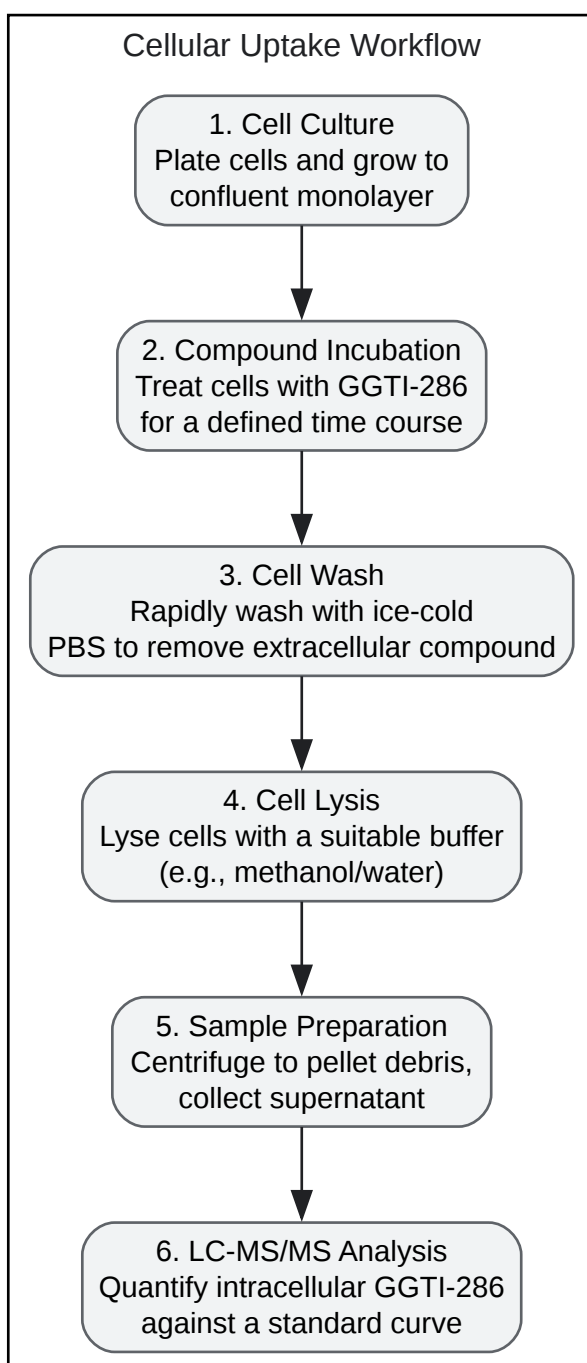 Cellular Uptake Workflow
1. Cell Culture
Plate cells and grow to
confluent monolayer
2. Compound Incubation
Treat cells with GGTI-286
for a defined time course
3. Cell Wash
Rapidly wash with ice-cold
PBS to remove extracellular compound
4. Cell Lysis
Lyse cells with a suitable buffer
(e.g., methanol/water)
5. Sample Preparation
Centrifuge to pellet debris,
collect supernatant
6. LC-MS/MS Analysis
Quantify intracellular GGTI-286
against a standard curve